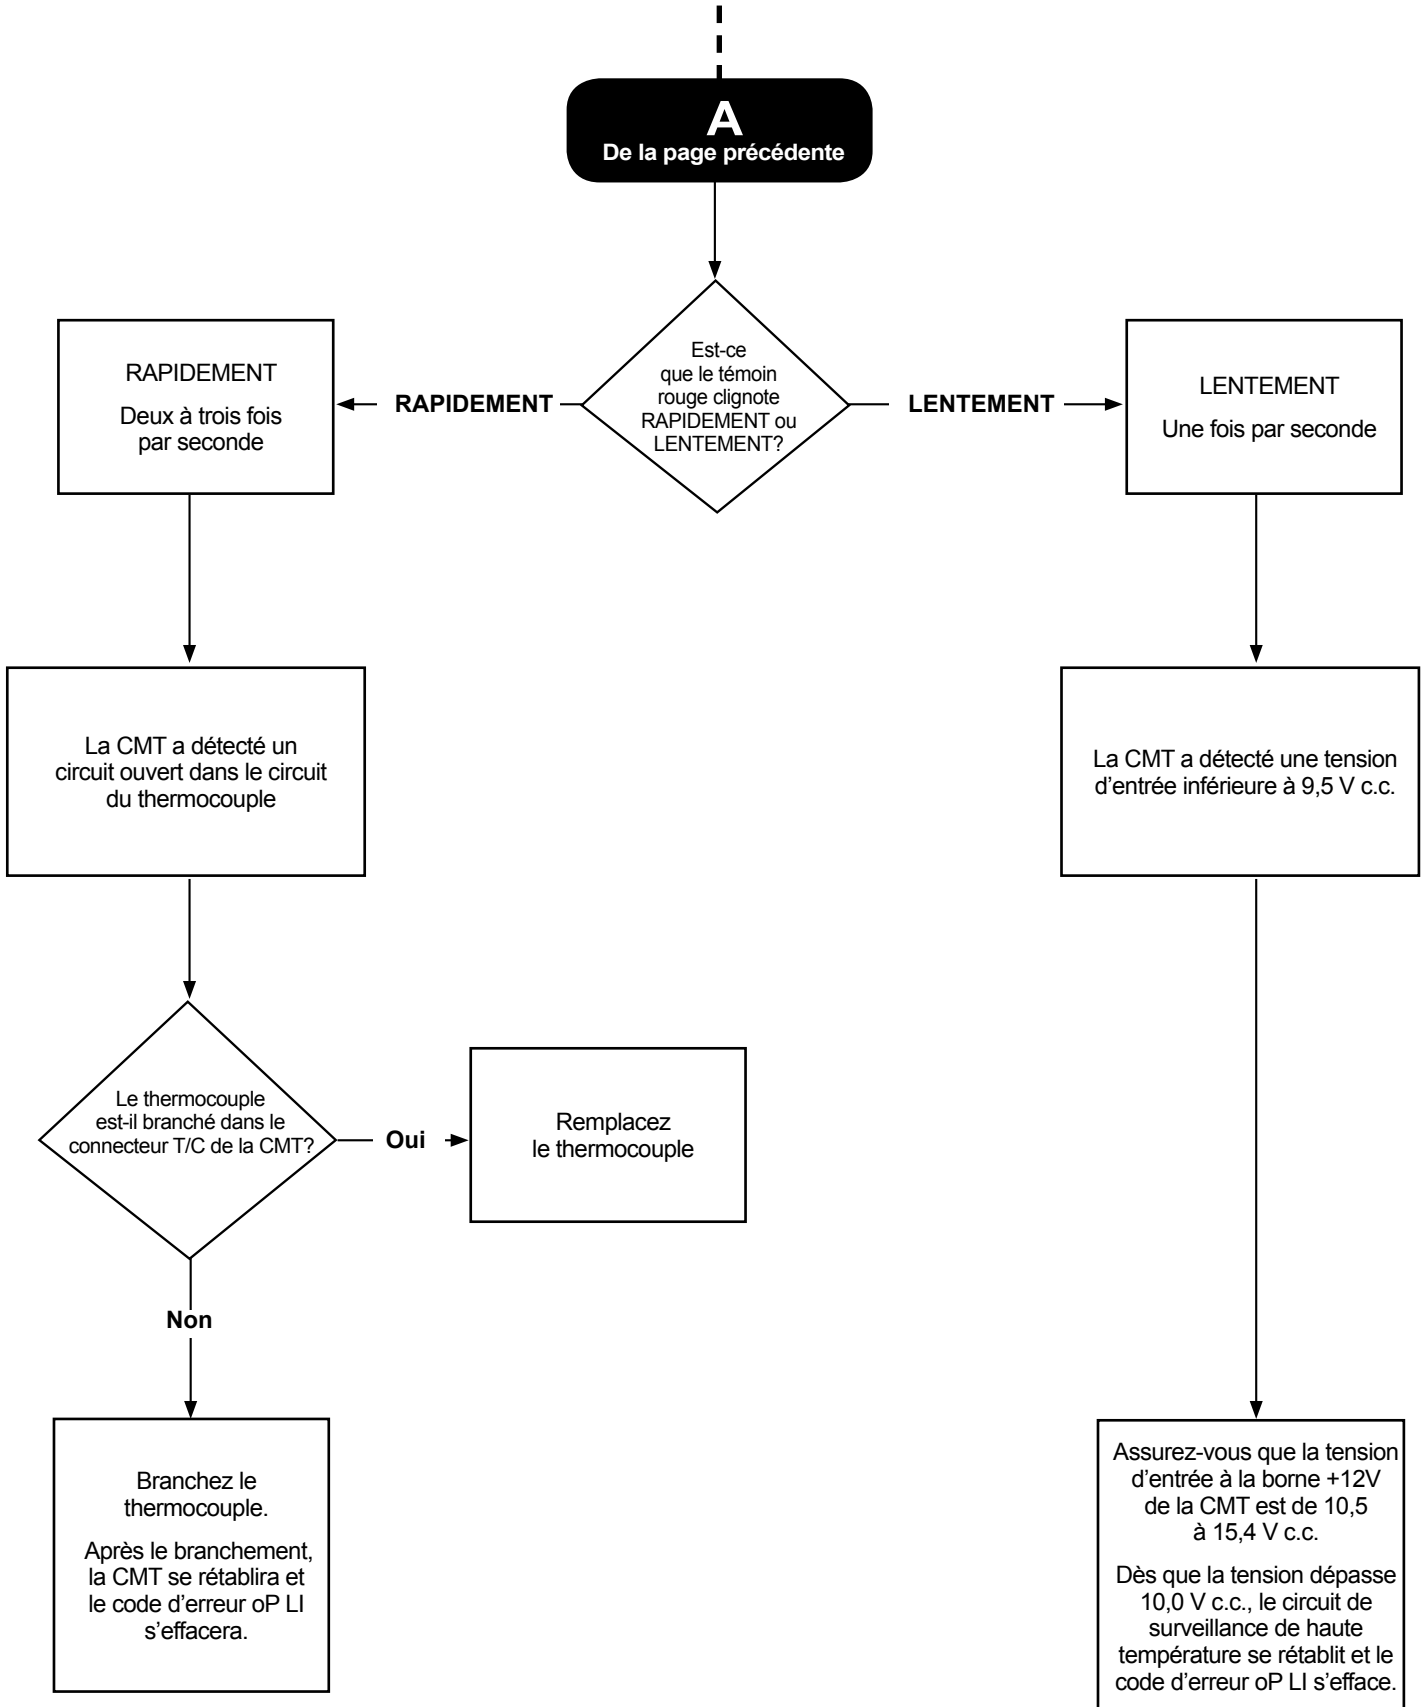 A
De la page précédente
Est-ce
que le témoin
rouge clignote
RAPIDEMENT ou
LENTEMENT?
RAPIDEMENT
RAPIDEMENT
Deux à trois fois
par seconde
LENTEMENT
LENTEMENT
Une fois par seconde
La CMT a détecté un
circuit ouvert dans le circuit
du thermocouple
La CMT a détecté une tension
d’entrée inférieure à 9,5 V c.c.
Le thermocouple
est-il branché dans le
connecteur T/C de la CMT?
Oui
Remplacez
le thermocouple
Non
Branchez le
thermocouple.
Après le branchement,
la CMT se rétablira et
le code d’erreur oP LI
s’effacera.
Assurez-vous que la tension
d’entrée à la borne +12V
de la CMT est de 10,5
à 15,4 V c.c.
Dès que la tension dépasse
10,0 V c.c., le circuit de
surveillance de haute
température se rétablit et le
code d’erreur oP LI s’efface.